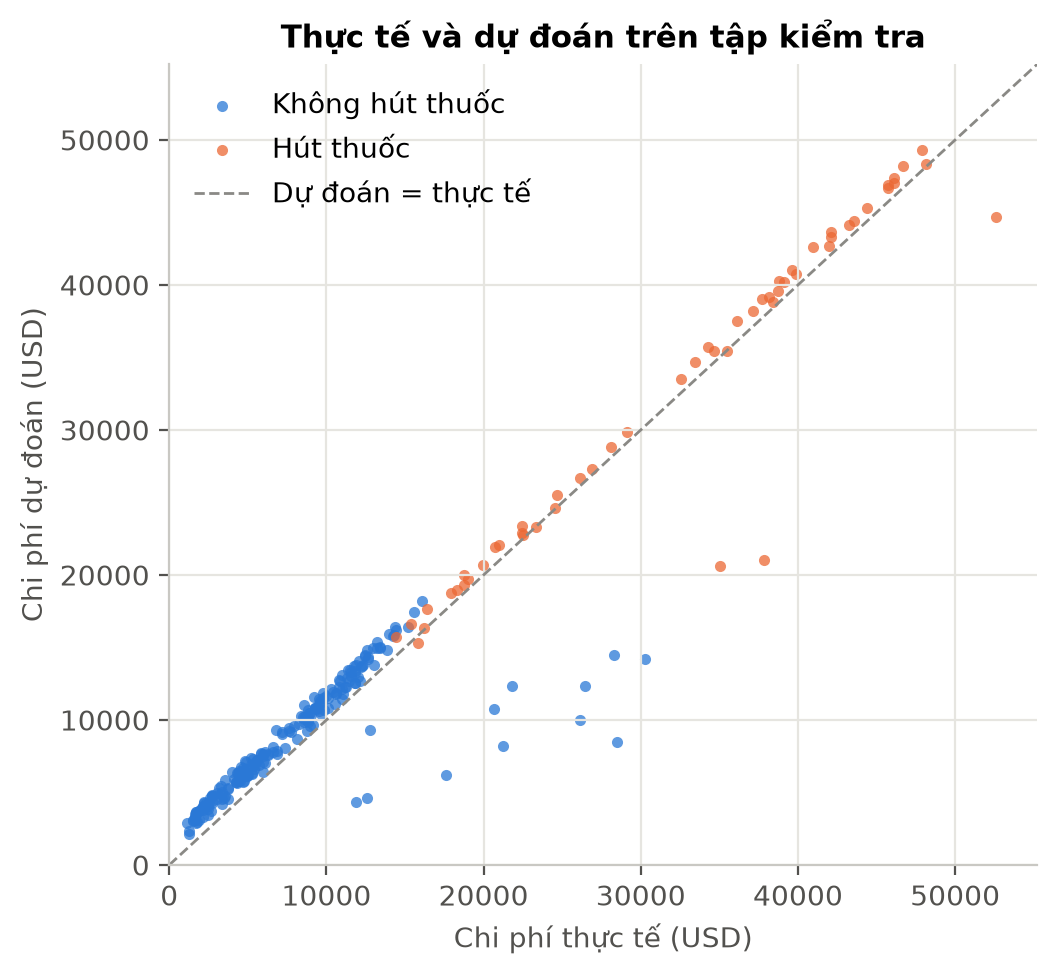 Thực tế và dự đoán trên tập kiểm tra
Không hút thuốc
Hút thuốc
Dự đoán = thực tế
Chi phí dự đoán (USD)
50000
40000
30000
20000
10000
0
0 10000 20000 30000 40000 50000
Chi phí thực tế (USD)